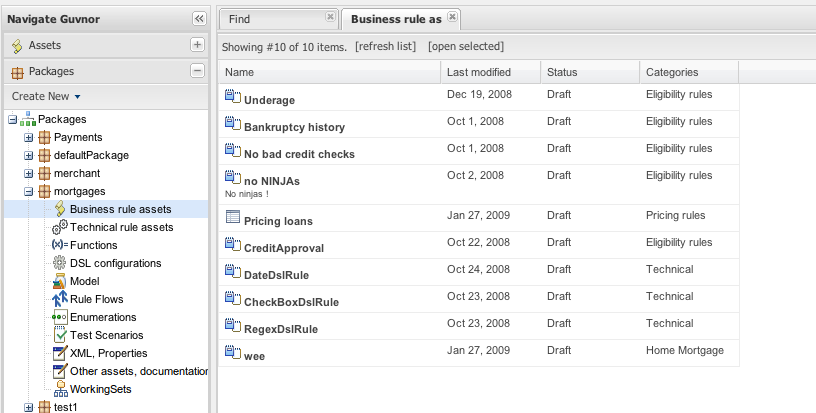 Navigate Guvnor
Assets
Packages
Create New
Packages
Payments
defaultPackage
merchant
mortgages
Business rule assets
Technical rule assets
Functions
DSL configurations
Model
Rule Flows
Enumerations
Test Scenarios
XML, Properties
Other assets, documentation
WorkingSets
test1
Find
Business rule as
Showing #10 of 10 items. [refresh list] [open selected]
Name Last modified Status Categories
Underage Dec 19, 2008 Draft Eligibility rules
Bankruptcy history Oct 1, 2008 Draft Eligibility rules
No bad credit checks Oct 1, 2008 Draft Eligibility rules
no NINJAs Oct 2, 2008 Draft Eligibility rules
No ninjas !
Pricing loans Jan 27, 2009 Draft Pricing rules
CreditApproval Oct 22, 2008 Draft Eligibility rules
DateDslRule Oct 24, 2008 Draft Technical
CheckBoxDslRule Oct 23, 2008 Draft Technical
RegexDslRule Oct 23, 2008 Draft Technical
wee Jan 27, 2009 Draft Home Mortgage